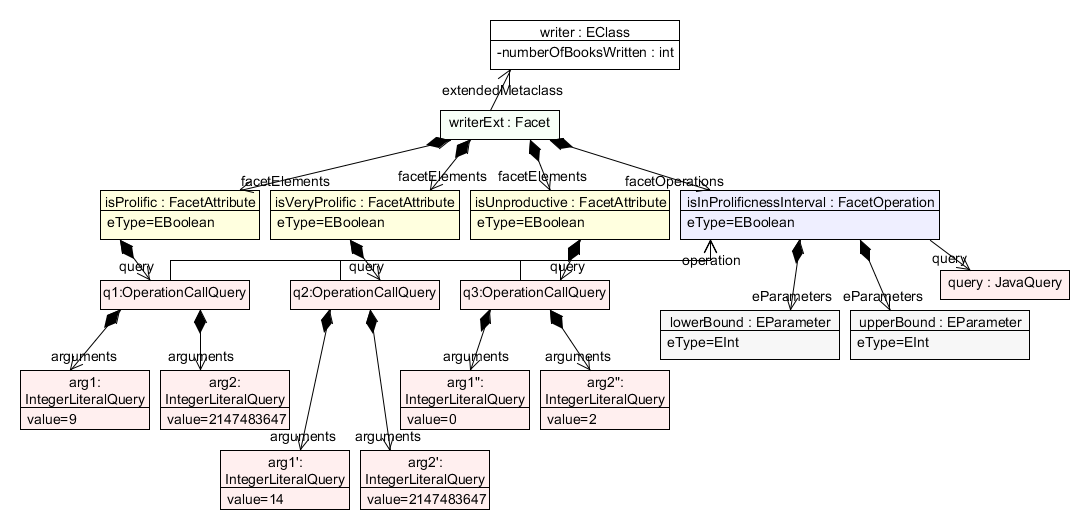 writer : EClass
-numberOfBooksWritten : int
extendedMetaclass
writerExt : Facet
facetElements
facetElements
facetElements
facetOperations
isProlific : FacetAttribute
eType=EBoolean
isVeryProlific : FacetAttribute
eType=EBoolean
isUnproductive : FacetAttribute
eType=EBoolean
isInProlificnessInterval : FacetOperation
eType=EBoolean
query
query
query
operation
query
q1:OperationCallQuery
q2:OperationCallQuery
q3:OperationCallQuery
query : JavaQuery
eParameters
eParameters
lowerBound : EParameter
eType=EInt
upperBound : EParameter
eType=EInt
arguments
arguments
arguments
arguments
arg1:
IntegerLiteralQuery
value=9
arg2:
IntegerLiteralQuery
value=2147483647
arg1":
IntegerLiteralQuery
value=0
arg2":
IntegerLiteralQuery
value=2
arguments
arguments
arg1':
IntegerLiteralQuery
value=14
arg2':
IntegerLiteralQuery
value=2147483647